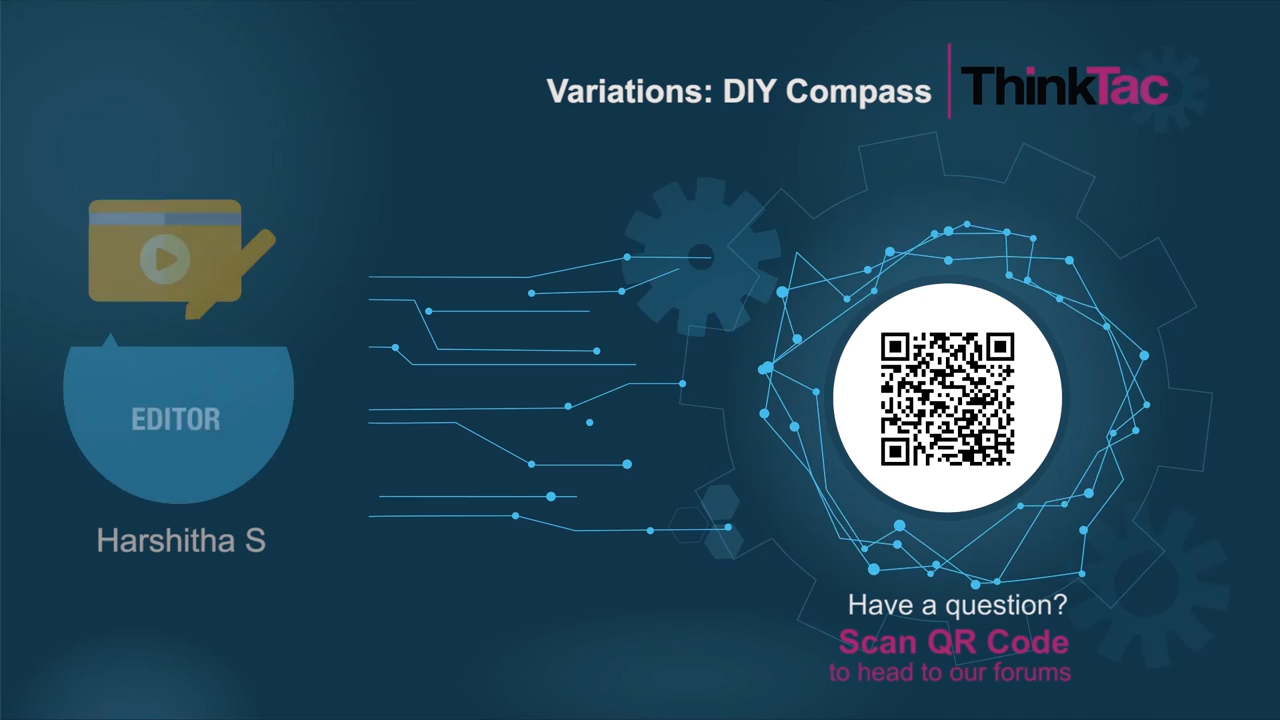 Variations: DIY Compass
ThinkTac
EDITOR
Harshitha S
Have a question?
Scan QR Code
to head to our forums